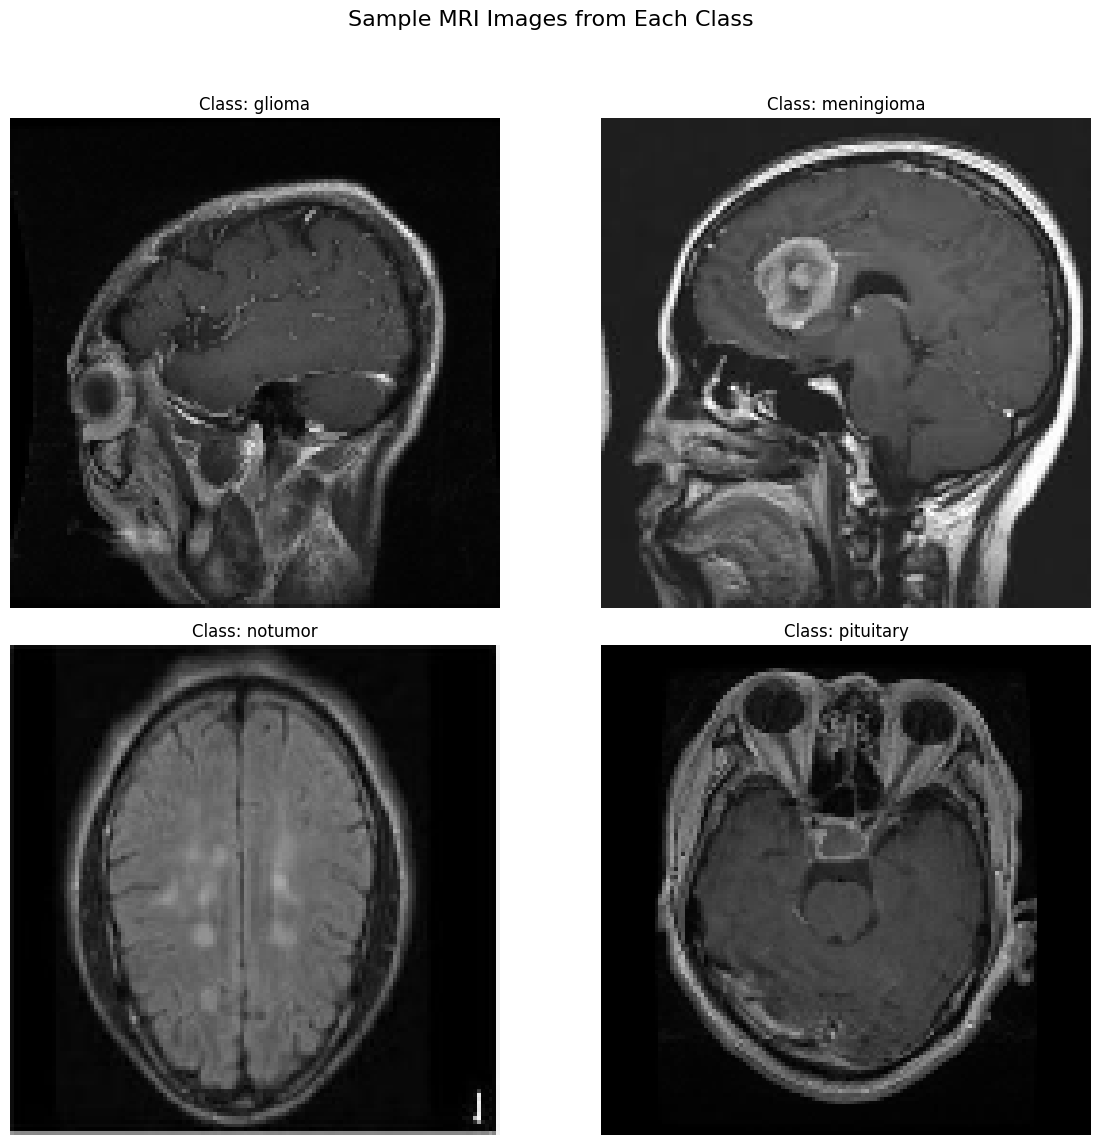 Sample MRI Images from Each Class
Class: glioma
Class: meningioma
Class: notumor
Class: pituitary